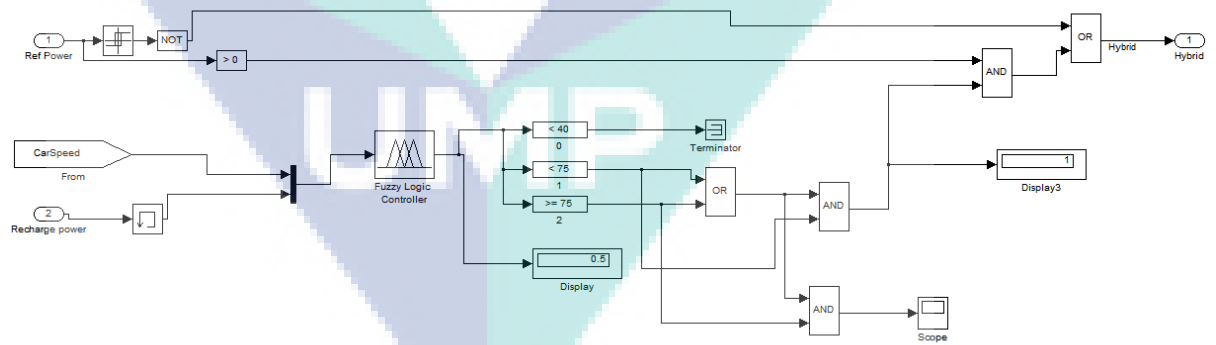 1
Ref Power
NOT
> 0
OR
Hybrid
1
Hybrid
AND
UMP
CarSpeed
From
Fuzzy Logic
Controller
< 40
0
Terminator
< 75
1
OR
>= 75
2
AND
1
Display3
2
Recharge power
0.5
Display
AND
Scope